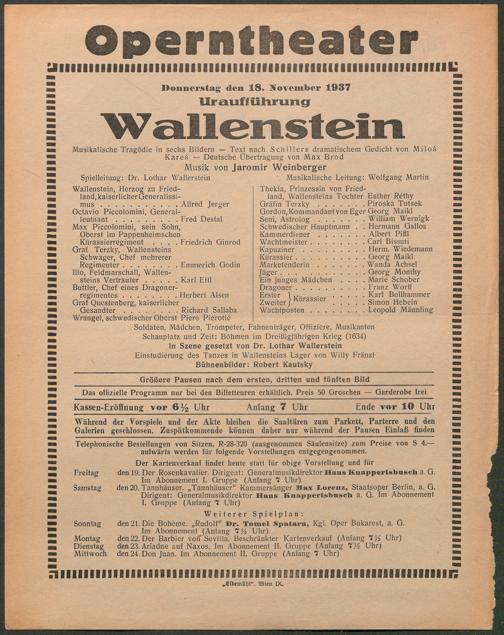 Operntheater
Donnerstag den 18. November 1937
Uraufführung
Wallenstein
Musikalische Tragödie in sechs Bildern — Text nach Schillers dramatischem Gedicht von Miloš
Kareš — Deutsche Übertragung von Max Brod
Musik von Jaromir Weinberger
Spielleitung: Dr. Lothar Wallerstein Musikalische Leitung: Wolfgang Martin
Wallenstein, Herzog zu Fried-
land, kaiserlicher Generalissi-
mus . . . . . . . . . Alfred Jerger
Octavio Piccolomini, General-
leutnant . . . . . . . Fred Destal
Max Piccolomini, sein Sohn,
Oberst im Pappenheimschen
Kürassierregiment . . . . Friedrich Ginrod
Graf Terzky, Wallensteins
Schwager, Chef mehrerer
Regimenter . . . . . . Emmerich Godin
Illo, Feldmarschall, Wallen-
steins Vertrauter . . . . Karl Ettl
Buttler, Chef eines Dragoner-
regimentes . . . . . . Herbert Alsen
Graf Questenberg, kaiserlicher
Gesandter . . . . . . Richard Sallaba
Wrangel, schwedischer Oberst Piero Pierotić
Thekla, Prinzessin von Fried-
land, Wallensteins Tochter Esther Réthy
Gräfin Terzky . . . . . Piroska Tutsek
Gordon, Kommandant von Eger Georg Maikl
Seni, Astrolog . . . . . William Wernigk
Schwedischer Hauptmann . . Hermann Gallos
Kammerdiener . . . . . Albert Pißl
Wachtmeister . . . . . Carl Bissuti
Kapuziner . . . . . . Herm. Wiedemann
Kürassier . . . . . . Georg Maikl
Marketenderin . . . . . Wanda Achsel
Jäger . . . . . . . . Georg Monthy
Ein junges Mädchen . . . Marie Schober
Dragoner . . . . . . . Franz Worff
Erster } Kürassier . . . . Karl Bollhammer
Zweiter } . . . . Simon Hebein
Wachtposten . . . . . Leopold Männling
Soldaten, Mädchen, Trompeter, Fahnenträger, Offiziere, Musikanten
Schauplatz und Zeit: Böhmen im Dreißigjährigen Krieg (1634)
In Szene gesetzt von Dr. Lothar Wallerstein
Einstudierung des Tanzes in Wallensteins Lager von Willy Fränzl
Bühnenbilder: Robert Kautsky
Größere Pausen nach dem ersten, dritten und fünften Bild
Das offizielle Programm nur bei den Billetteuren erhältlich. Preis 50 Groschen — Garderobe frei
Kassen-Eröffnung vor 6½ Uhr Anfang 7 Uhr Ende vor 10 Uhr
Während der Vorspiele und der Akte bleiben die Saaltüren zum Parkett, Parterre und den
Galerien geschlossen. Zuspätkommende können daher nur während der Pausen Einlaß finden
Telephonische Bestellungen von Sitzen, R-28-320 (ausgenommen Säulensitze) zum Preise von S 4.—
aufwärts werden für folgende Vorstellungen entgegengenommen.
Der Kartenverkauf findet heute statt für obige Vorstellung und für
Freitag den 19. Der Rosenkavalier. Dirigent: Generalmusikdirektor Hans Knappertsbusch a. G.
Im Abonnement I. Gruppe (Anfang 7 Uhr)
Samstag den 20. Tannhäuser. „Tannhäuser“ Kammersänger Max Lorenz, Staatsoper Berlin, a. G.
Dirigent: Generalmusikdirektor Hans Knappertsbusch a. G. Im Abonnement
I. Gruppe (Anfang 7 Uhr)
Weiterer Spielplan:
Sonntag den 21. Die Bohème. „Rudolf“ Dr. Tomel Spataru, Kgl. Oper Bukarest, a. G.
Im Abonnement (Anfang 7½ Uhr)
Montag den 22. Der Barbier von Sevilla. Beschränkter Kartenverkauf (Anfang 7½ Uhr)
Dienstag den 23. Ariadne auf Naxos. Im Abonnement II. Gruppe (Anfang 7½ Uhr)
Mittwoch den 24. Don Juan. Im Abonnement II. Gruppe (Anfang 7 Uhr)
„Elbemühl“, Wien IX.